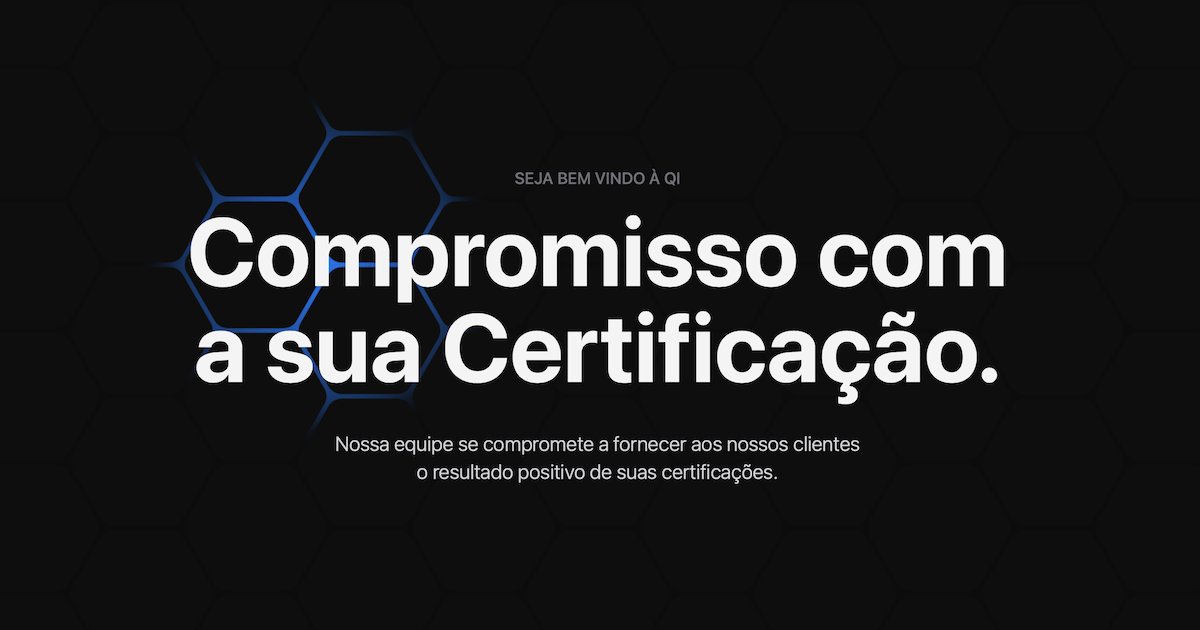 SEJA BEM VINDO À QI
Compromisso com
a sua Certificação.
Nossa equipe se compromete a fornecer aos nossos clientes
o resultado positivo de suas certificações.